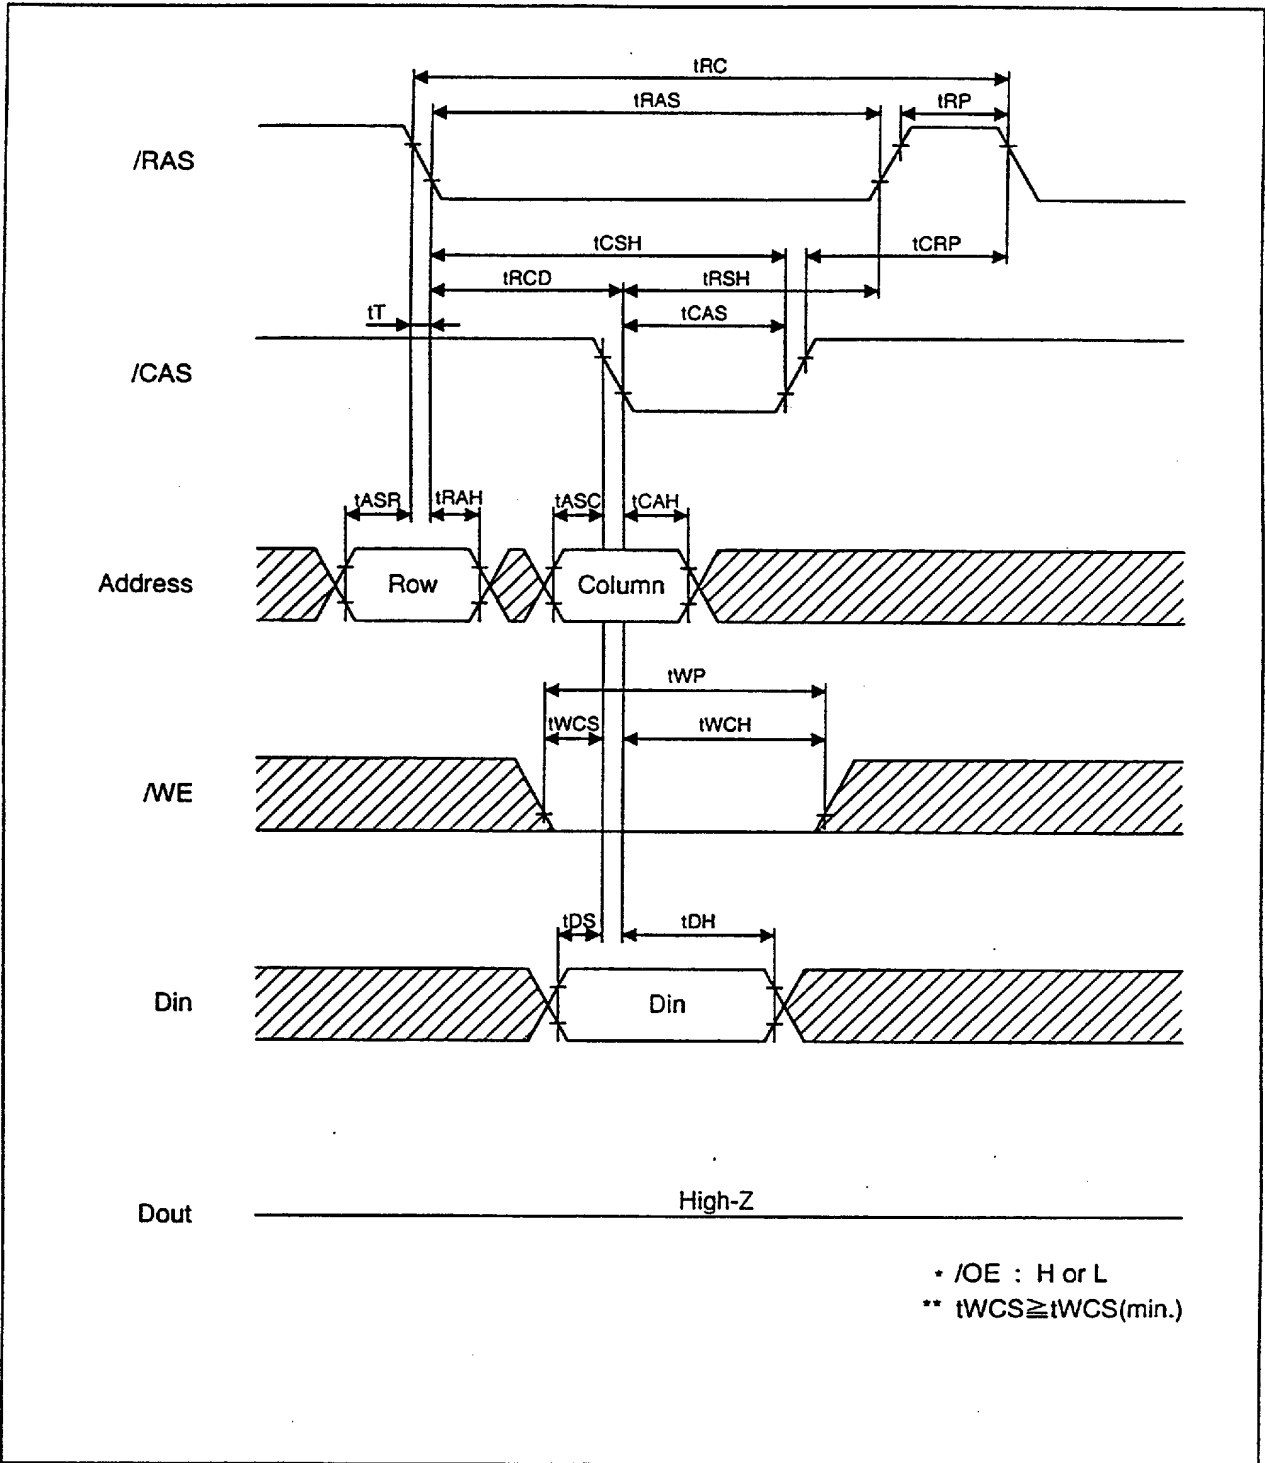 tRC
tRAS
tRP
/RAS
tCSH
tCRP
tRCD
tRSH
tT
tCAS
/CAS
tASR
tRAH
tASC
tCAH
Address
Row
Column
tWP
tWCS
tWCH
/WE
tDS
tDH
Din
Din
High-Z
Dout
* /OE : H or L
** tWCS≧tWCS(min.)